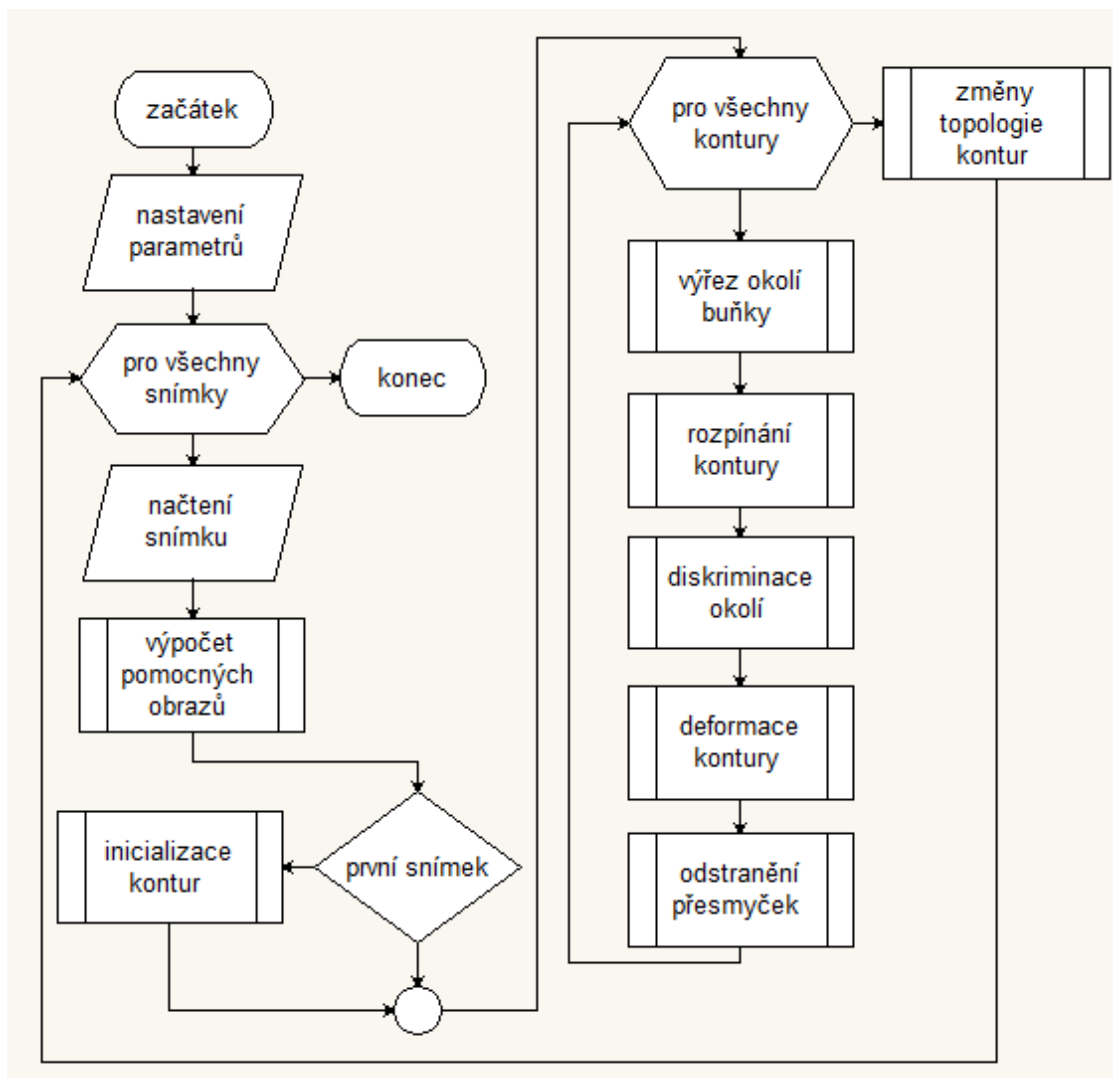 začátek
nastavení
parametrů
pro všechny
snímky
konec
načtení
snímku
výpočet
pomocných
obrazů
první snímek
inicializace
kontur
pro všechny
kontury
změny
topologie
kontur
výřez okolí
buňky
rozpínání
kontury
diskriminace
okolí
deformace
kontury
odstranění
přesmyček